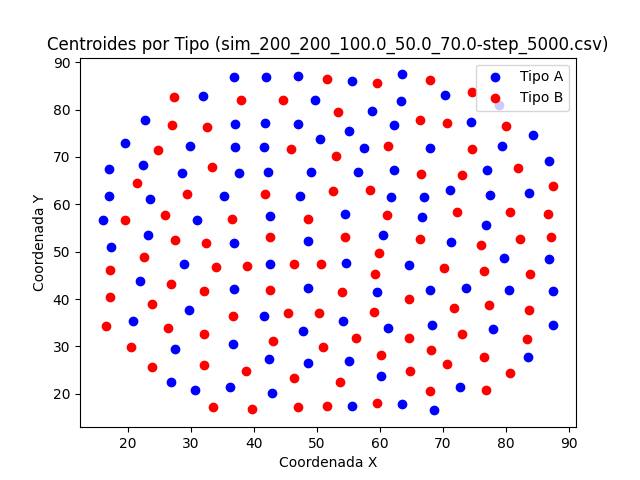 Centroides por Tipo (sim_200_200_100.0_50.0_70.0-step_5000.csv)
Tipo A
Tipo B
Coordenada Y
90
80
70
60
50
40
30
20
20 30 40 50 60 70 80 90
Coordenada X